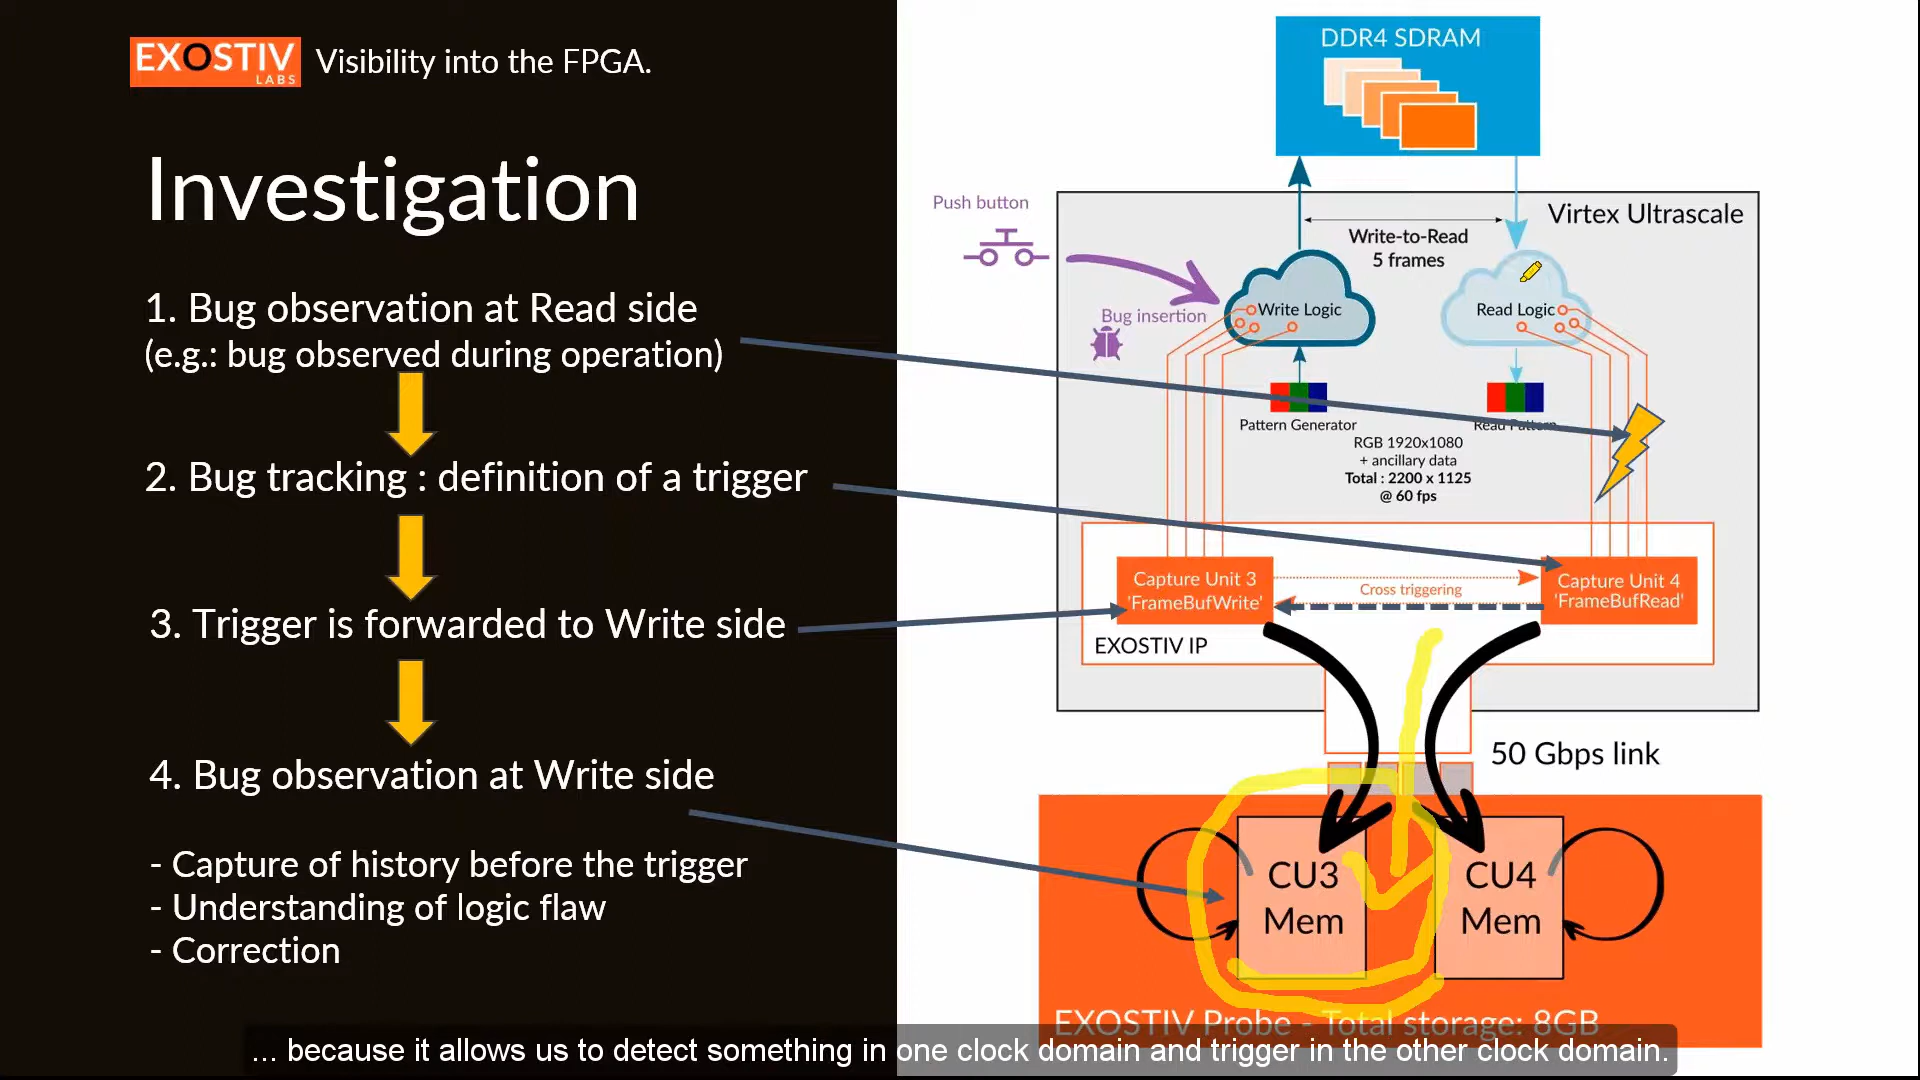 EXOSTIV
LABS
Visibility into the FPGA.
Investigation
1. Bug observation at Read side
(e.g.: bug observed during operation)
2. Bug tracking : definition of a trigger
3. Trigger is forwarded to Write side
4. Bug observation at Write side
- Capture of history before the trigger
- Understanding of logic flaw
- Correction
DDR4 SDRAM
Push button
Virtex Ultrascale
Write-to-Read
5 frames
Bug insertion
Write Logic
Read Logic
Pattern Generator
Read Pattern
RGB 1920x1080
+ ancillary data
Total : 2200 x 1125
@ 60 fps
Capture Unit 3
'FrameBufWrite'
Cross triggering
Capture Unit 4
'FrameBufRead'
EXOSTIV IP
50 Gbps link
CU3
Mem
CU4
Mem
EXOSTIV Probe - Total storage: 8GB
... because it allows us to detect something in one clock domain and trigger in the other clock domain.